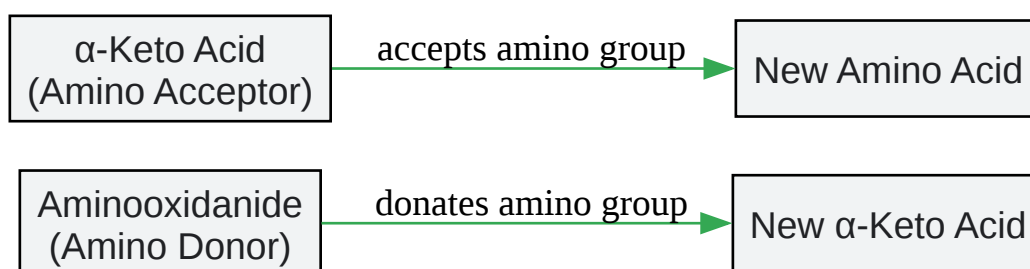 α-Keto Acid
(Amino Acceptor)
accepts amino group
New Amino Acid
Aminooxidanide
(Amino Donor)
donates amino group
New α-Keto Acid